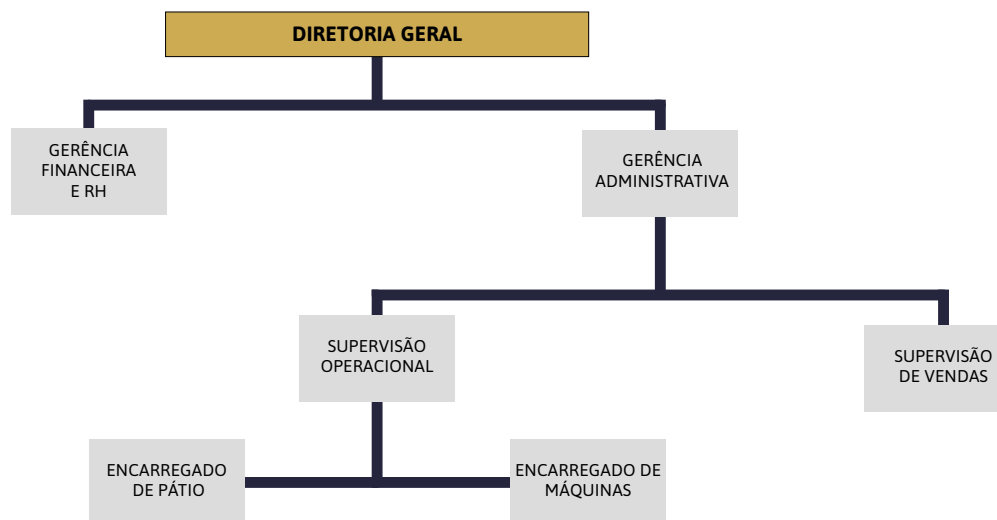 DIRETORIA GERAL
GERÊNCIA
FINANCEIRA
E RH
GERÊNCIA
ADMINISTRATIVA
SUPERVISÃO
OPERACIONAL
SUPERVISÃO
DE VENDAS
ENCARREGADO
DE PÁTIO
ENCARREGADO DE
MÁQUINAS